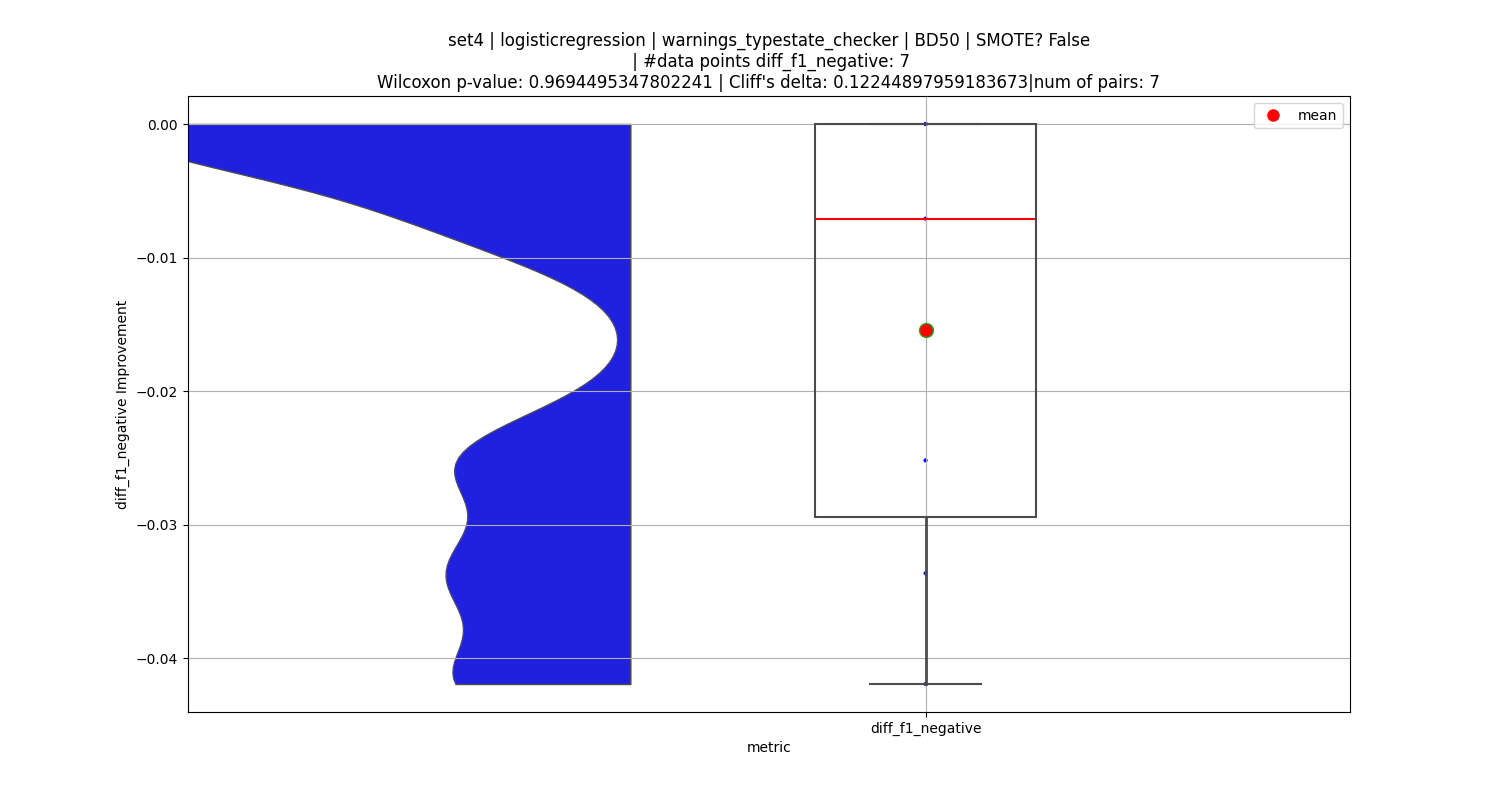 set4 | logisticregression | warnings_typestate_checker | BD50 | SMOTE? False
| #data points diff_f1_negative: 7
Wilcoxon p-value: 0.9694495347802241 | Cliff's delta: 0.12244897959183673|num of pairs: 7
mean
0.00
−0.01
−0.02
−0.03
−0.04
diff_f1_negative Improvement
diff_f1_negative
metric